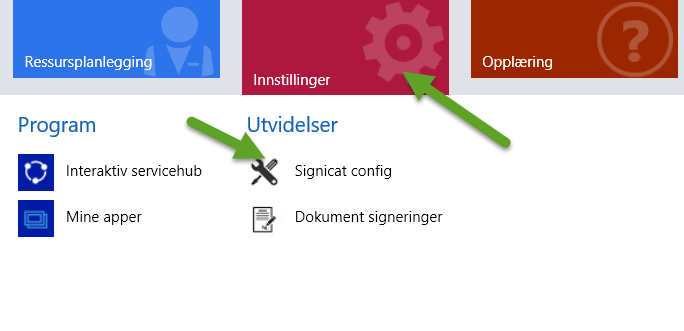 Ressursplanlegging
Innstillinger
Opplæring
Program
Utvidelser
Interaktiv servicehub
Signicat config
Mine apper
Dokument signeringer